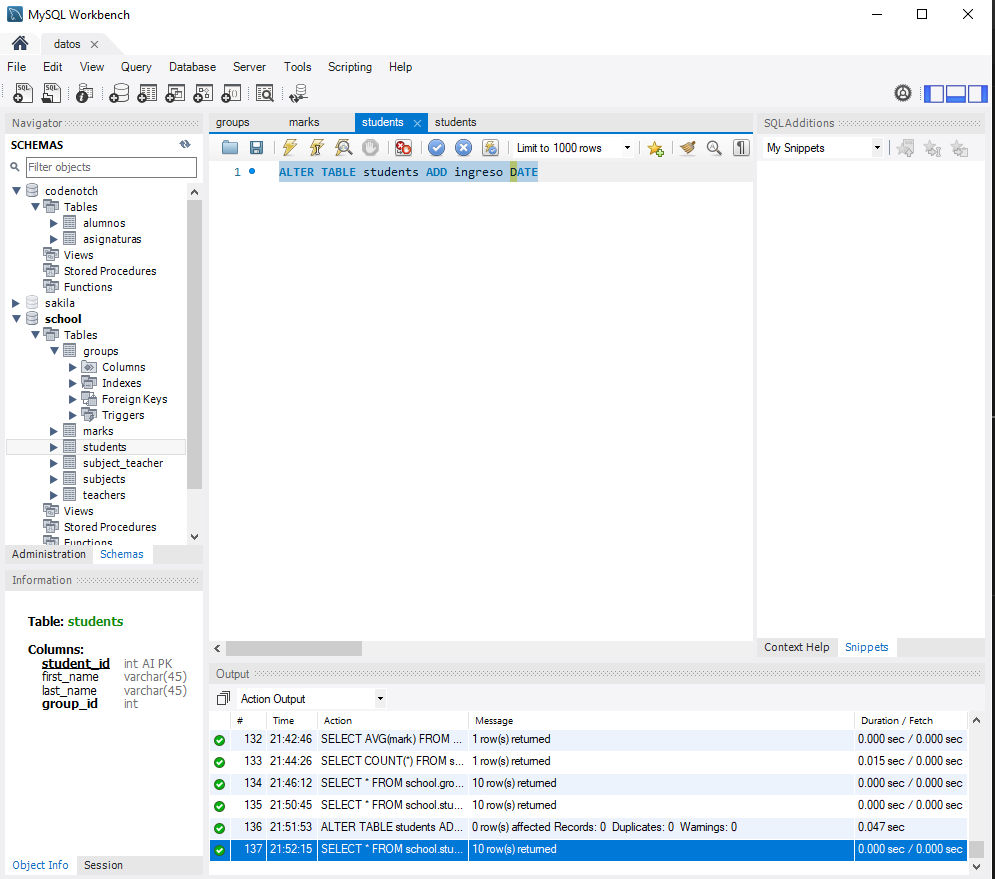 MySQL Workbench
datos
File Edit View Query Database Server Tools Scripting Help
Navigator
SCHEMAS
Filter objects
codenotch
Tables
alumnos
asignaturas
Views
Stored Procedures
Functions
sakila
school
Tables
groups
Columns
Indexes
Foreign Keys
Triggers
marks
students
subject_teacher
subjects
teachers
Views
Stored Procedures
Functions
Administration Schemas
Information
Table: students
Columns:
student_id int AI PK
first_name varchar(45)
last_name varchar(45)
group_id int
Object Info Session
groups marks students students
Limit to 1000 rows
1 ALTER TABLE students ADD ingreso DATE
SQLAdditions
My Snippets
Context Help Snippets
Output
Action Output
# Time Action Message Duration / Fetch
132 21:42:46 SELECT AVG(mark) FROM ... 1 row(s) returned 0.000 sec / 0.000 sec
133 21:44:26 SELECT COUNT(*) FROM s... 1 row(s) returned 0.015 sec / 0.000 sec
134 21:46:12 SELECT * FROM school.gro... 10 row(s) returned 0.000 sec / 0.000 sec
135 21:50:45 SELECT * FROM school.stu... 10 row(s) returned 0.000 sec / 0.000 sec
136 21:51:53 ALTER TABLE students AD... 0 row(s) affected Records: 0 Duplicates: 0 Warnings: 0 0.047 sec
137 21:52:15 SELECT * FROM school.stu... 10 row(s) returned 0.000 sec / 0.000 sec